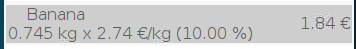 Banana 1.84 €
0.745 kg x 2.74 €/kg (10.00 %)